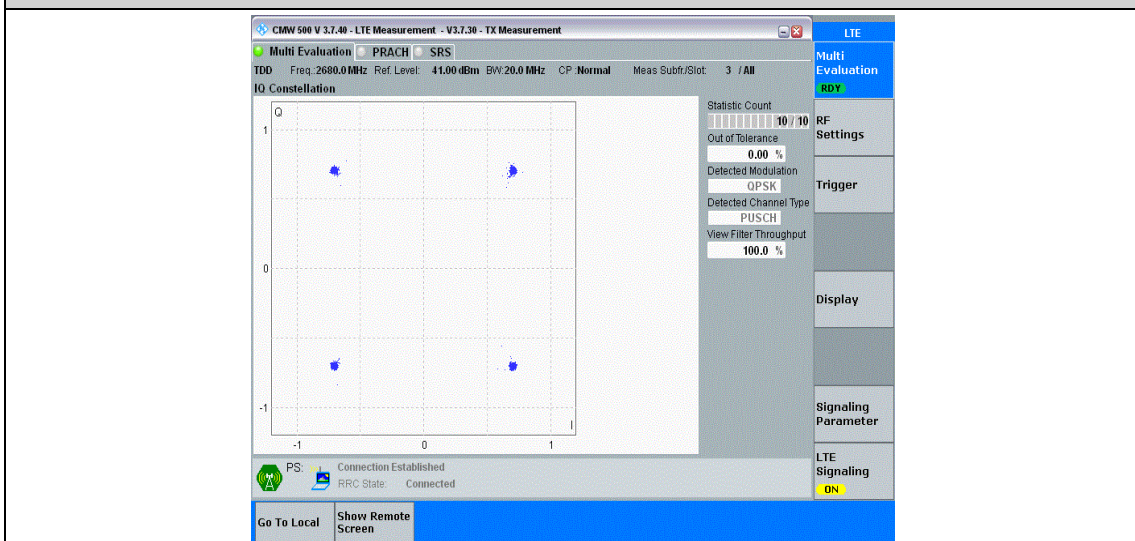 CMW 500 V 3.7.40 - LTE Measurement - V3.7.30 - TX Measurement
LTE
Multi Evaluation PRACH SRS
TDD Freq.:2680.0 MHz Ref. Level: 41.00 dBm BW:20.0 MHz CP :Normal Meas Subfr./Slot: 3 / All
IQ Constellation
Q
1
0
-1
-1 0 1
I
Statistic Count
10 / 10
Out of Tolerance
0.00 %
Detected Modulation
QPSK
Detected Channel Type
PUSCH
View Filter Throughput
100.0 %
Multi
Evaluation
RDY
RF
Settings
Trigger
Display
Signaling
Parameter
LTE
Signaling
ON
PS: Connection Established
RRC State: Connected
Go To Local
Show Remote
Screen